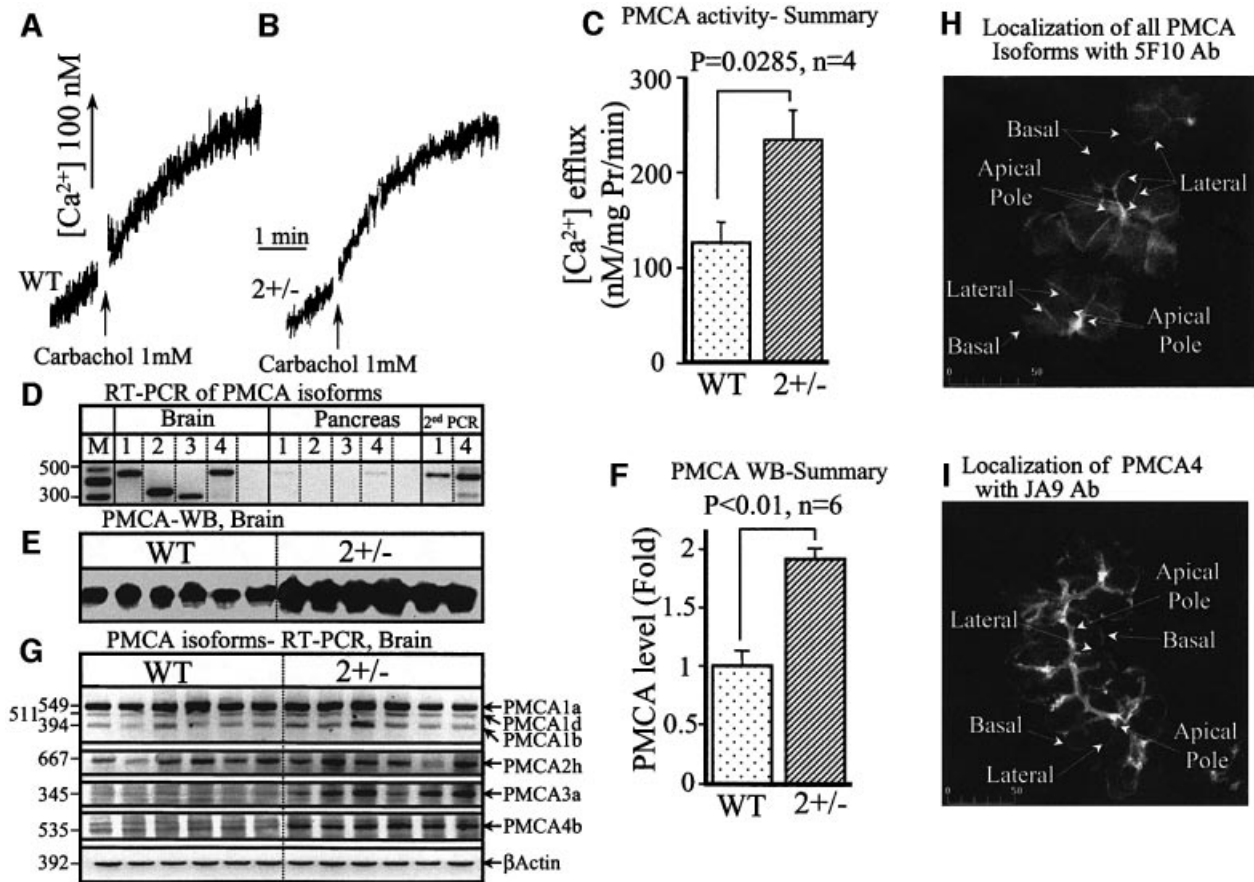 A
[Ca²⁺] 100 nM
WT
Carbachol 1mM
B
1 min
2+/-
Carbachol 1mM
C PMCA activity- Summary
P=0.0285, n=4
[Ca²⁺] efflux
(nM/mg Pr/min)
300
200
100
0
WT 2+/-
D RT-PCR of PMCA isoforms
Brain Pancreas 2ⁿᵈ PCR
M 1 2 3 4 1 2 3 4 1 4
500
300
E PMCA-WB, Brain
WT 2+/-
F PMCA WB-Summary
P<0.01, n=6
PMCA level (Fold)
2
1.5
1
0.5
0
WT 2+/-
G PMCA isoforms- RT-PCR, Brain
WT 2+/-
549 PMCA1a
511 PMCA1d
394 PMCA1b
667 PMCA2h
345 PMCA3a
535 PMCA4b
392 βActin
H Localization of all PMCA
Isoforms with 5F10 Ab
Basal
Apical
Pole
Lateral
Lateral
Basal
Apical
Pole
50
I Localization of PMCA4
with JA9 Ab
Apical
Pole
Lateral
Basal
Basal
Lateral
Apical
Pole
50